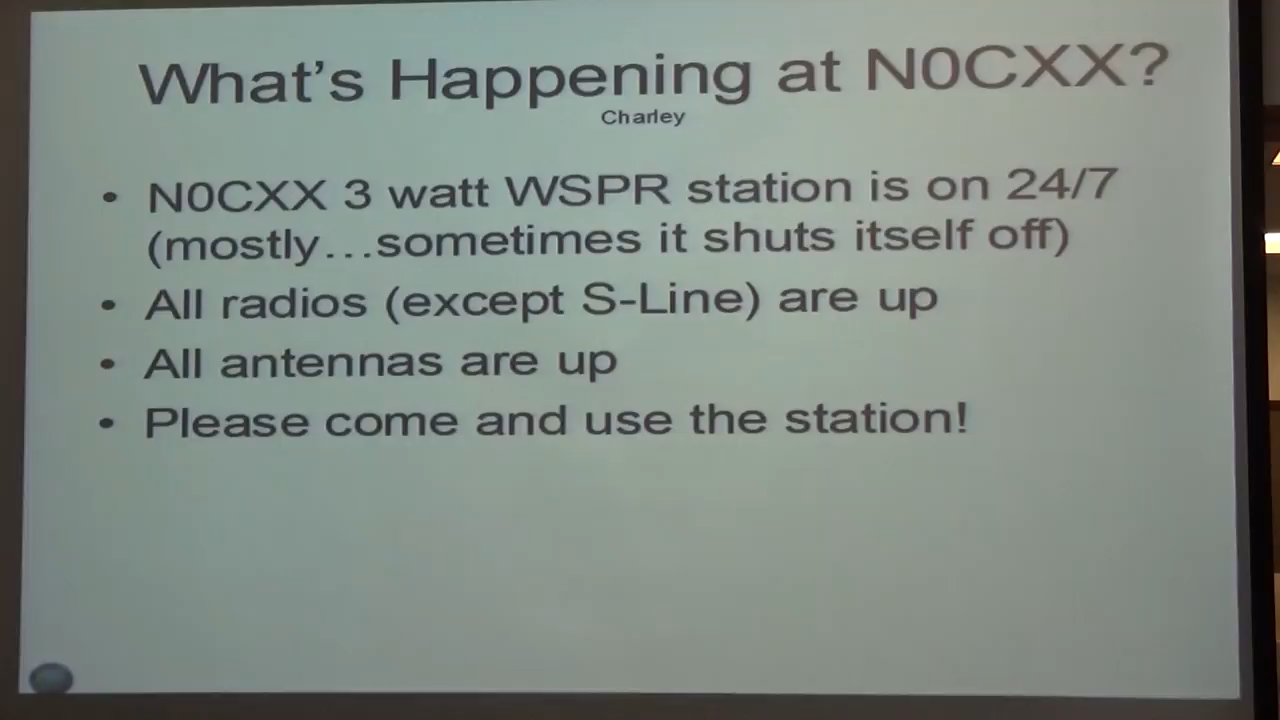 What's Happening at N0CXX?
Charley
• N0CXX 3 watt WSPR station is on 24/7
(mostly...sometimes it shuts itself off)
• All radios (except S-Line) are up
• All antennas are up
• Please come and use the station!